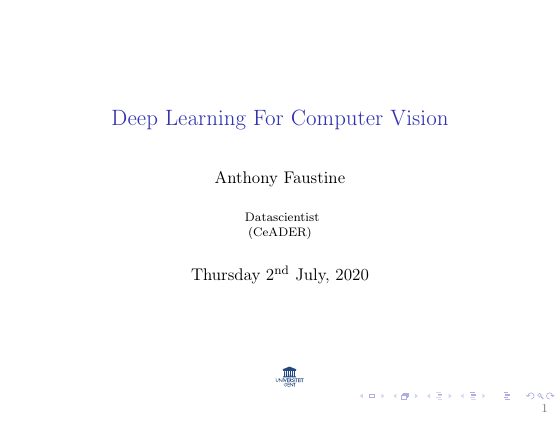 Deep Learning For Computer Vision
Anthony Faustine
Datascientist
(CeADER)
Thursday 2nd July, 2020
UNIVERSITEIT
GENT
1